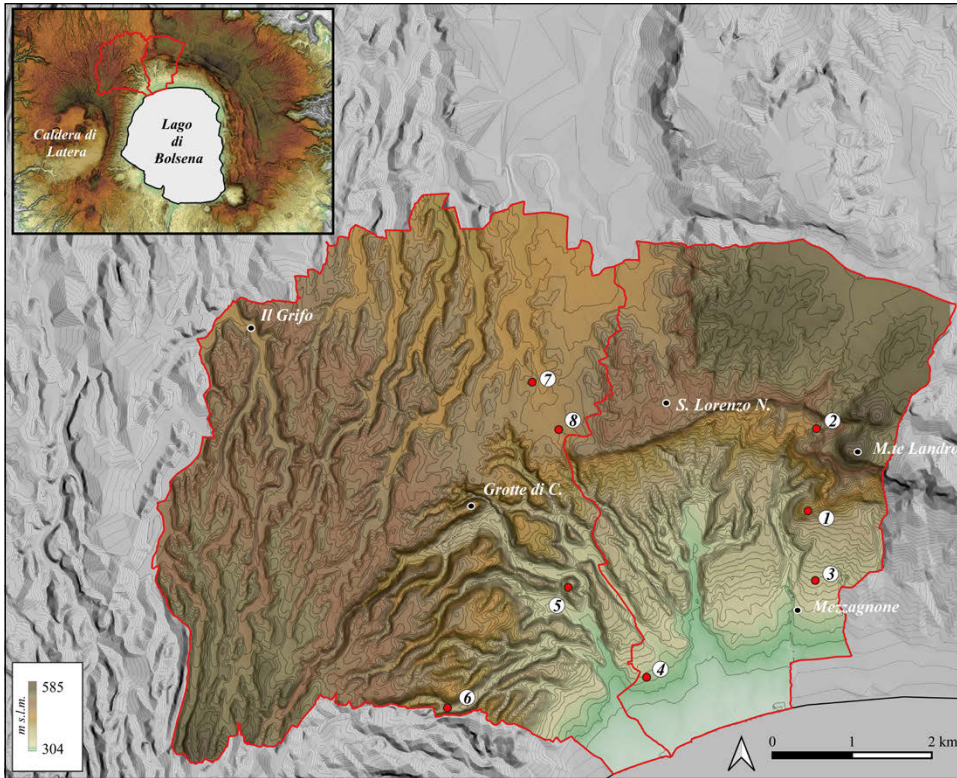 Caldera di
Latera
Lago
di
Bolsena
Il Grifo
7
S. Lorenzo N.
8
2
M.te Landro
Grotte di C.
1
3
5
Mezzagnone
4
6
585
m s.l.m.
304
0 1 2 km